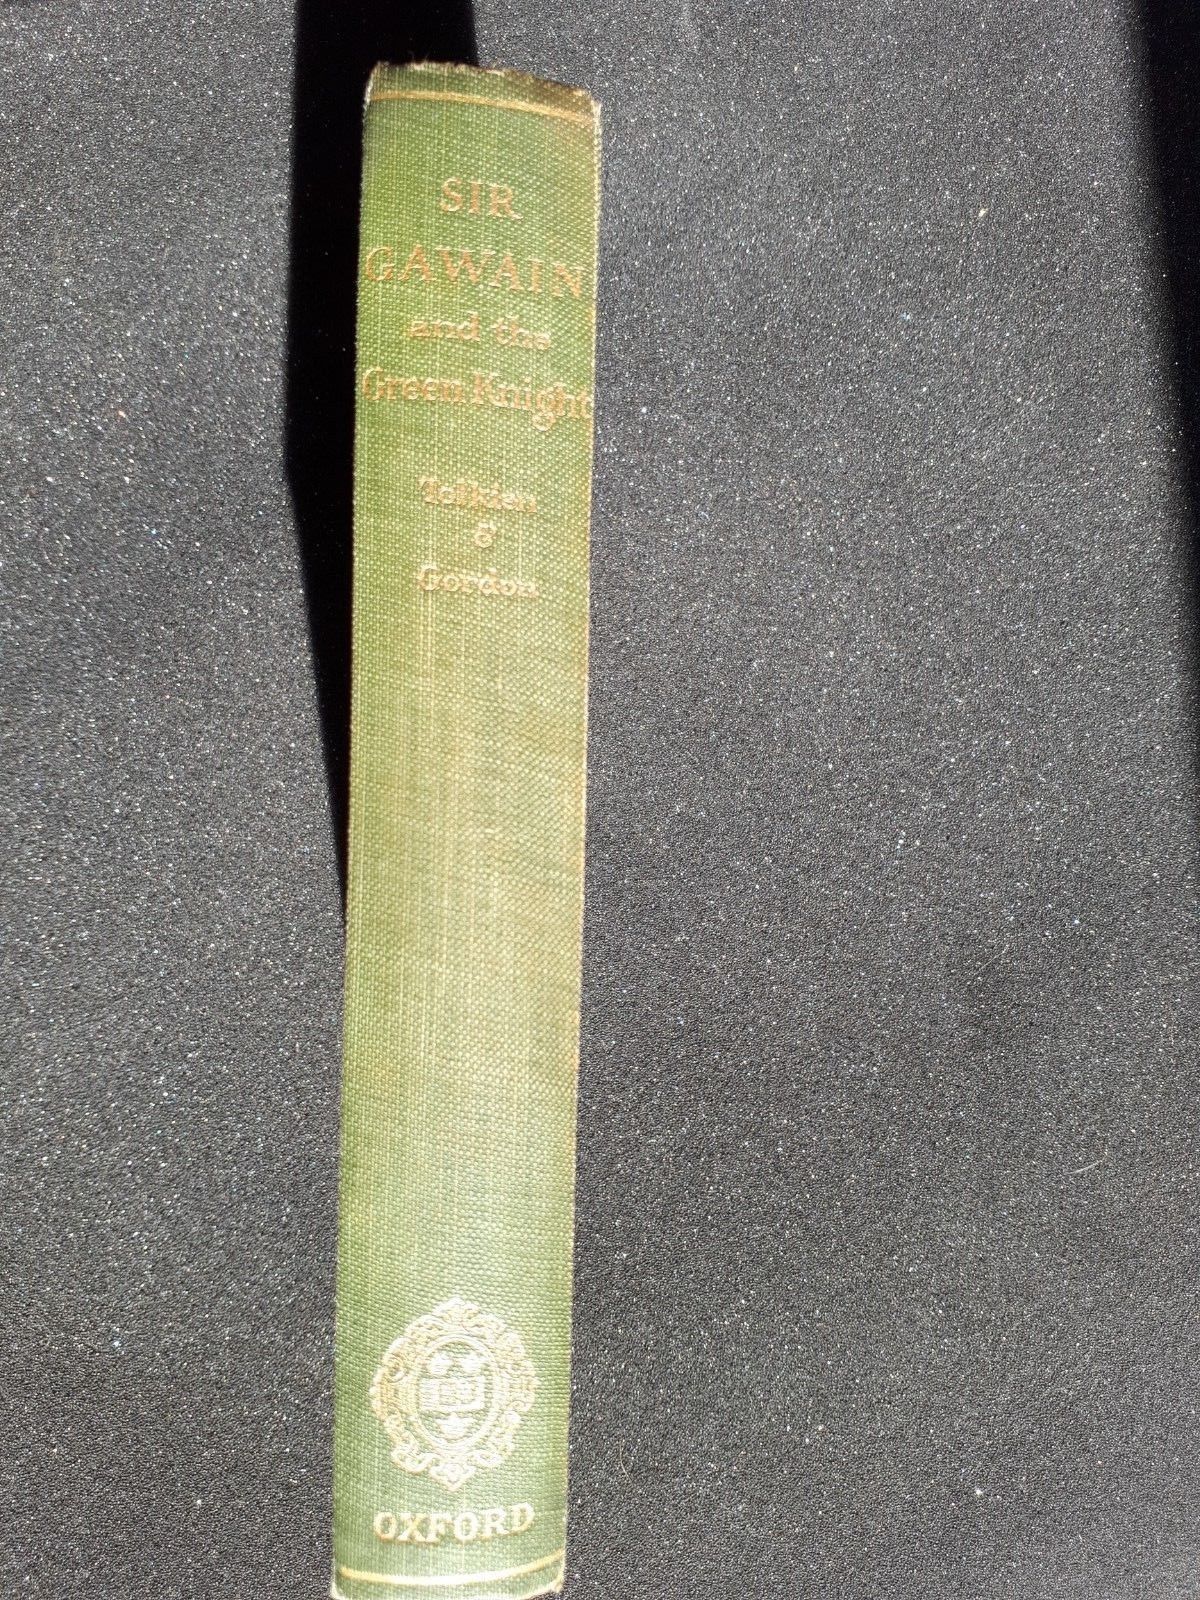 SIR
GAWAIN
and the
Green Knight
Tolkien
&
Gordon
OXFORD